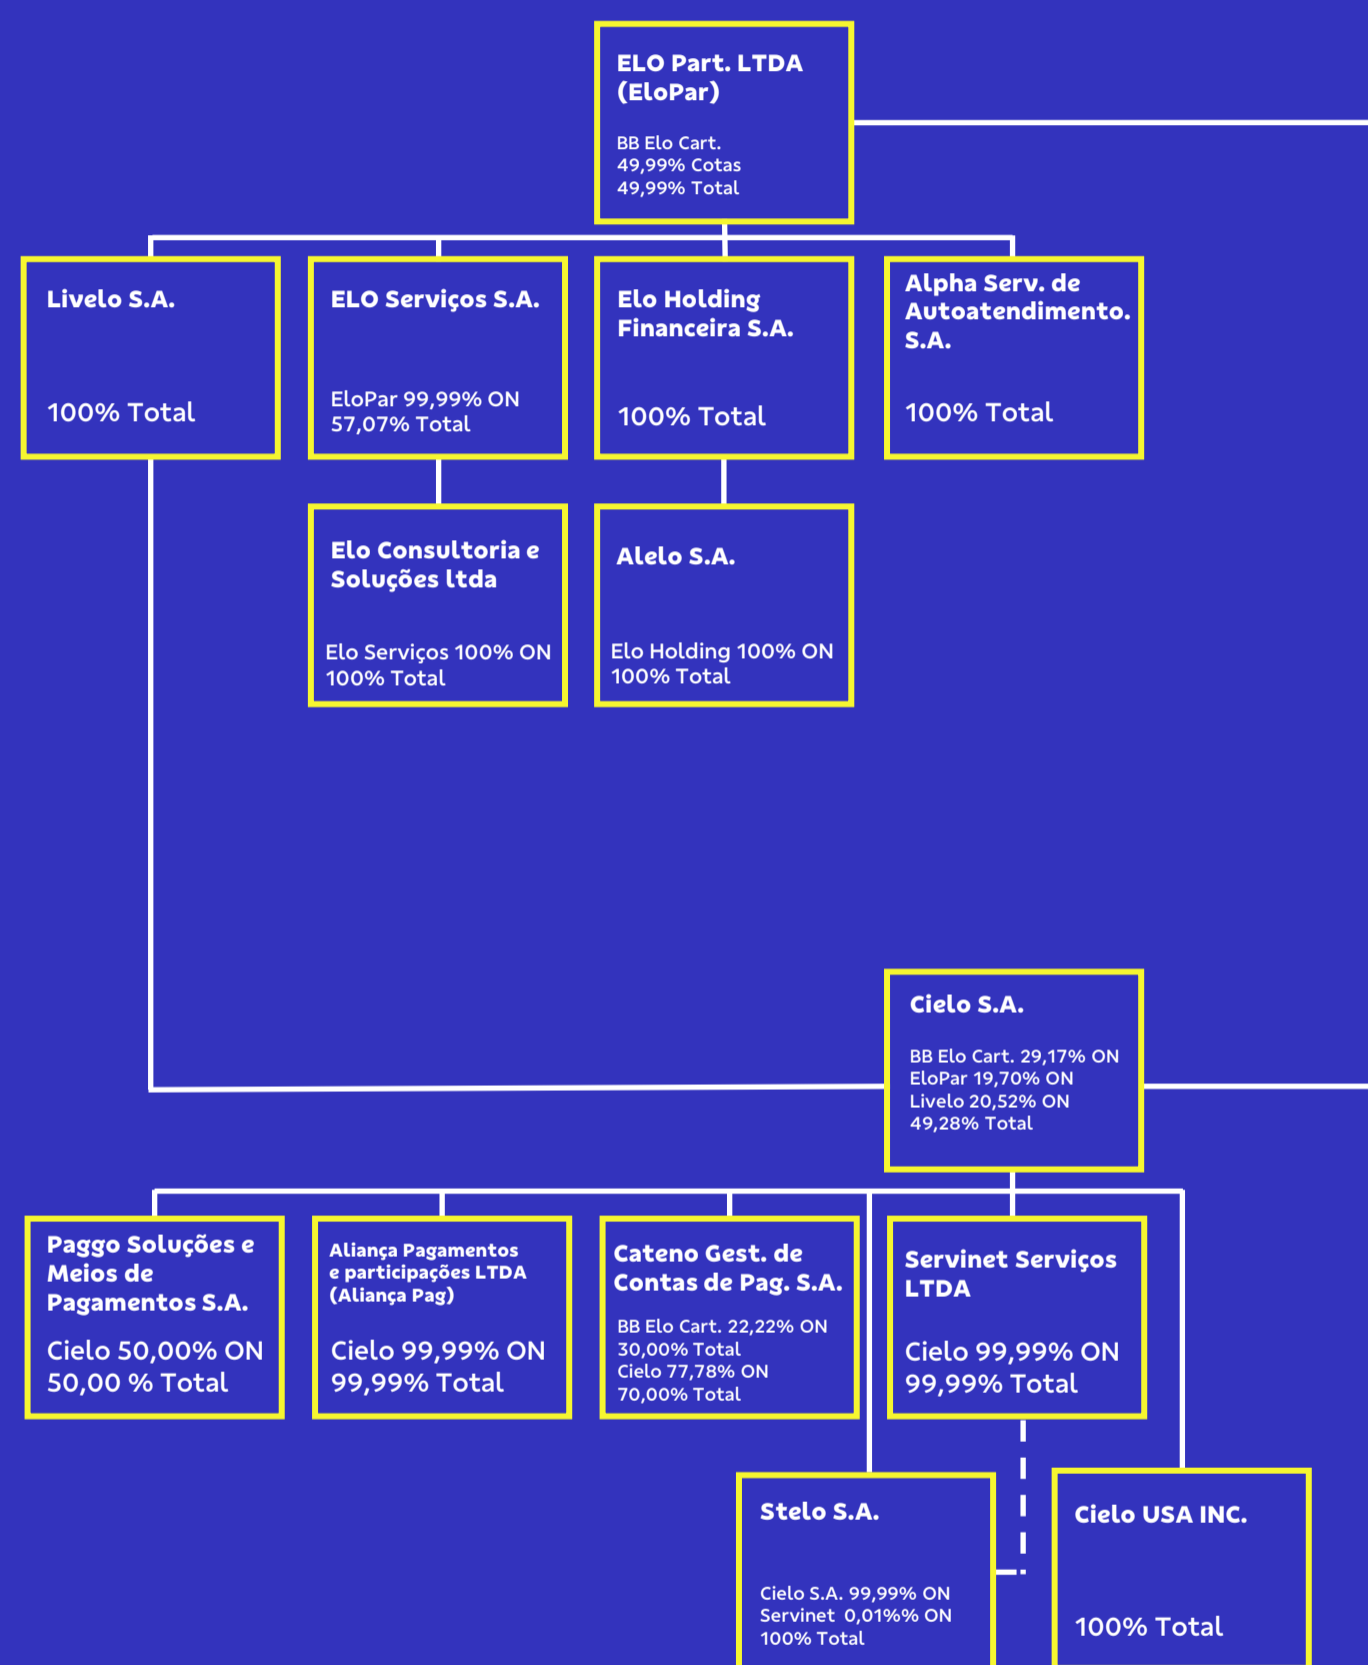 ELO Part. LTDA
(EloPar)
BB Elo Cart.
49,99% Cotas
49,99% Total
Livelo S.A.
100% Total
ELO Serviços S.A.
EloPar 99,99% ON
57,07% Total
Elo Holding
Financeira S.A.
100% Total
Alpha Serv. de
Autoatendimento.
S.A.
100% Total
Elo Consultoria e
Soluções ltda
Elo Serviços 100% ON
100% Total
Alelo S.A.
Elo Holding 100% ON
100% Total
Cielo S.A.
BB Elo Cart. 29,17% ON
EloPar 19,70% ON
Livelo 20,52% ON
49,28% Total
Paggo Soluções e
Meios de
Pagamentos S.A.
Cielo 50,00% ON
50,00 % Total
Aliança Pagamentos
e participações LTDA
(Aliança Pag)
Cielo 99,99% ON
99,99% Total
Cateno Gest. de
Contas de Pag. S.A.
BB Elo Cart. 22,22% ON
30,00% Total
Cielo 77,78% ON
70,00% Total
Servinet Serviços
LTDA
Cielo 99,99% ON
99,99% Total
Stelo S.A.
Cielo S.A. 99,99% ON
Servinet  0,01%% ON
100% Total
Cielo USA INC.
100% Total